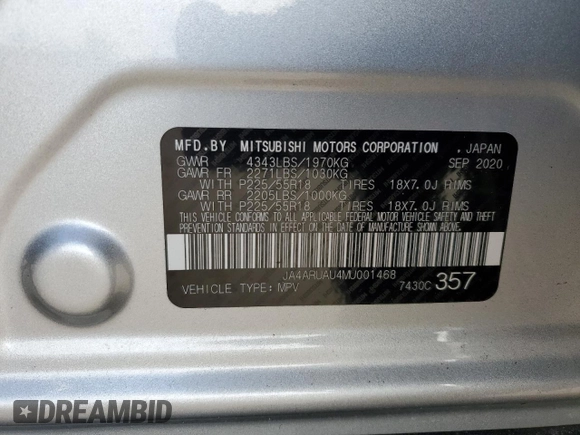 MFD.BY MITSUBISHI MOTORS CORPORATION . JAPAN
GVWR 4343LBS/1970KG SEP 2020
GAWR FR 2271LBS/1030KG
WITH P225/55R18 TIRES 18X7.0J RIMS
GAWR RR 2205LBS/1000KG
WITH P225/55R18 TIRES 18X7.0J RIMS
THIS VEHICLE CONFORMS TO ALL APPLICABLE FEDERAL MOTOR VEHICLE SAFETY AND THEFT
PREVENTION STANDARDS IN EFFECT ON THE DATE OF MANUFACTURE SHOWN ABOVE.
JA4ARUAU4MU001468
VEHICLE TYPE:MPV 7430C 357
DREAMBID